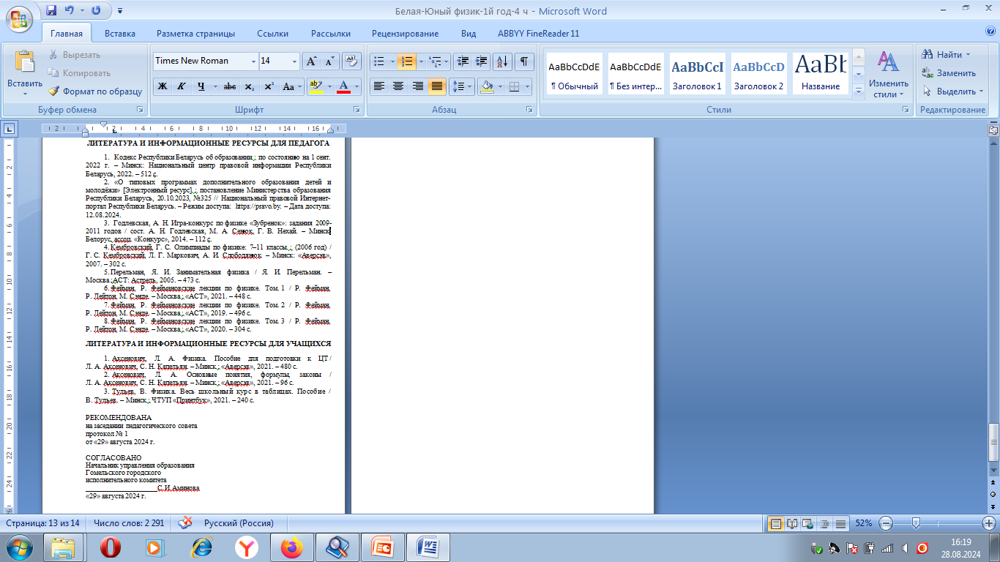 Белая-Юный физик-1й год-4 ч - Microsoft Word
Главная Вставка Разметка страницы Ссылки Рассылки Рецензирование Вид ABBYY FineReader 11
Вставить
Вырезать
Копировать
Формат по образцу
Буфер обмена
Times New Roman 14
Ж К Ч abc x₂ x² Aa
Шрифт
Абзац
AaBbCcDdE AaBbCcDdE AaBbCcI AaBbCcD AaBb
¶ Обычный ¶ Без интер... Заголовок 1 Заголовок 2 Название
Стили
Изменить стили
Найти
Заменить
Выделить
Редактирование
2 2 4 6 8 10 12 14 16
ЛИТЕРАТУРА И ИНФОРМАЦИОННЫЕ РЕСУРСЫ ДЛЯ ПЕДАГОГА
1. Кодекс Республики Беларусь об образовании : по состоянию на 1 сент.
2022 г. – Минск: Национальный центр правовой информации Республики
Беларусь, 2022. – 512 с.
2. «О типовых программах дополнительного образования детей и
молодёжи» [Электронный ресурс] : постановление Министерства образования
Республики Беларусь, 20.10.2023, №325 // Национальный правовой Интернет-
портал Республики Беларусь. – Режим доступа: https://pravo.by. – Дата доступа:
12.08.2024.
3. Годлевская, А. Н. Игра-конкурс по физике «Зубренок»: задания 2009-
2011 годов / сост. А. Н. Годлевская, М. А. Сенюк, Г. В. Нехай. – Минск:
Белорус. ассоц. «Конкурс», 2014. – 112 с.
4. Кембровский, Г. С. Олимпиады по физике: 7–11 классы : (2006 год) /
Г. С. Кембровский, Л. Г. Маркович, А. И. Слободянюк. – Минск: «Аверсэв»,
2007. – 302 с.
5. Перельман, Я. И. Занимательная физика / Я. И. Перельман. –
Москва: АСТ: Астрель, 2005. – 473 с.
6. Фейман, Р. Феймановские лекции по физике. Том. 1 / Р. Фейман,
Р. Лейтон, М. Сэндс. – Москва : «АСТ», 2021. – 448 с.
7. Фейман, Р. Феймановские лекции по физике. Том. 2 / Р. Фейман,
Р. Лейтон, М. Сэндс. – Москва : «АСТ», 2019. – 496 с.
8. Фейман, Р. Феймановские лекции по физике. Том. 3 / Р. Фейман,
Р. Лейтон, М. Сэндс. – Москва : «АСТ», 2020. – 304 с.
ЛИТЕРАТУРА И ИНФОРМАЦИОННЫЕ РЕСУРСЫ ДЛЯ УЧАЩИХСЯ
1. Аксенович, Л. А. Физика. Пособие для подготовки к ЦТ /
Л. А. Аксенович, С. Н. Капельян. – Минск : «Аверсэв», 2021. – 480 с.
2. Аксенович, Л. А. Основные понятия, формулы, законы /
Л. А. Аксенович, С. Н. Капельян. – Минск : «Аверсэв», 2021. – 96 с.
3. Тульев, В. Физика. Весь школьный курс в таблицах. Пособие /
В. Тульев. – Минск : ЧТУП «Принтбук», 2021. – 240 с.
РЕКОМЕНДОВАНА
на заседании педагогического совета
протокол № 1
от «29» августа 2024 г.
СОГЛАСОВАНО
Начальник управления образования
Гомельского городского
исполнительного комитета
С.И.Аминова
«29» августа 2024 г.
Страница: 13 из 14 Число слов: 2 291 Русский (Россия) 52%
16:19
28.08.2024